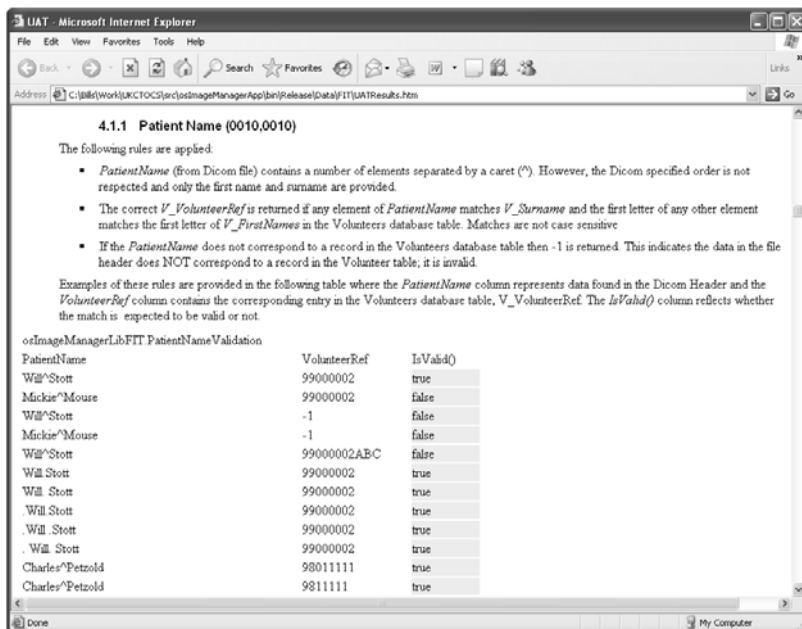 UAT - Microsoft Internet Explorer
File Edit View Favorites Tools Help
Back Search Favorites Links
Address C:\Bills\Work\UKCTOCS\src\osImageManagerApp\bin\Release\Data\FIT\UATResults.htm Go
4.1.1 Patient Name (0010,0010)
The following rules are applied:
▪ PatientName (from Dicom file) contains a number of elements separated by a caret (^). However, the Dicom specified order is not
respected and only the first name and surname are provided.
▪ The correct V_VolunteerRef is returned if any element of PatientName matches V_Surname and the first letter of any other element
matches the first letter of V_FirstNames in the Volunteers database table. Matches are not case sensitive
▪ If the PatientName does not correspond to a record in the Volunteers database table then -1 is returned. This indicates the data in the file
header does NOT correspond to a record in the Volunteer table; it is invalid.
Examples of these rules are provided in the following table where the PatientName column represents data found in the Dicom Header and the
VolunteerRef column contains the corresponding entry in the Volunteers database table, V_VolunteerRef. The IsValid() column reflects whether
the match is expected to be valid or not.
osImageManagerLibFIT.PatientNameValidation
PatientName VolunteerRef IsValid()
Will^Stott 99000002 true
Mickie^Mouse 99000002 false
Will^Stott -1 false
Mickie^Mouse -1 false
Will^Stott 99000002ABC false
Will.Stott 99000002 true
Will. Stott 99000002 true
.Will.Stott 99000002 true
.Will .Stott 99000002 true
. Will. Stott 99000002 true
Charles^Petzold 98011111 true
Charles^Petzold 9811111 true
Done My Computer